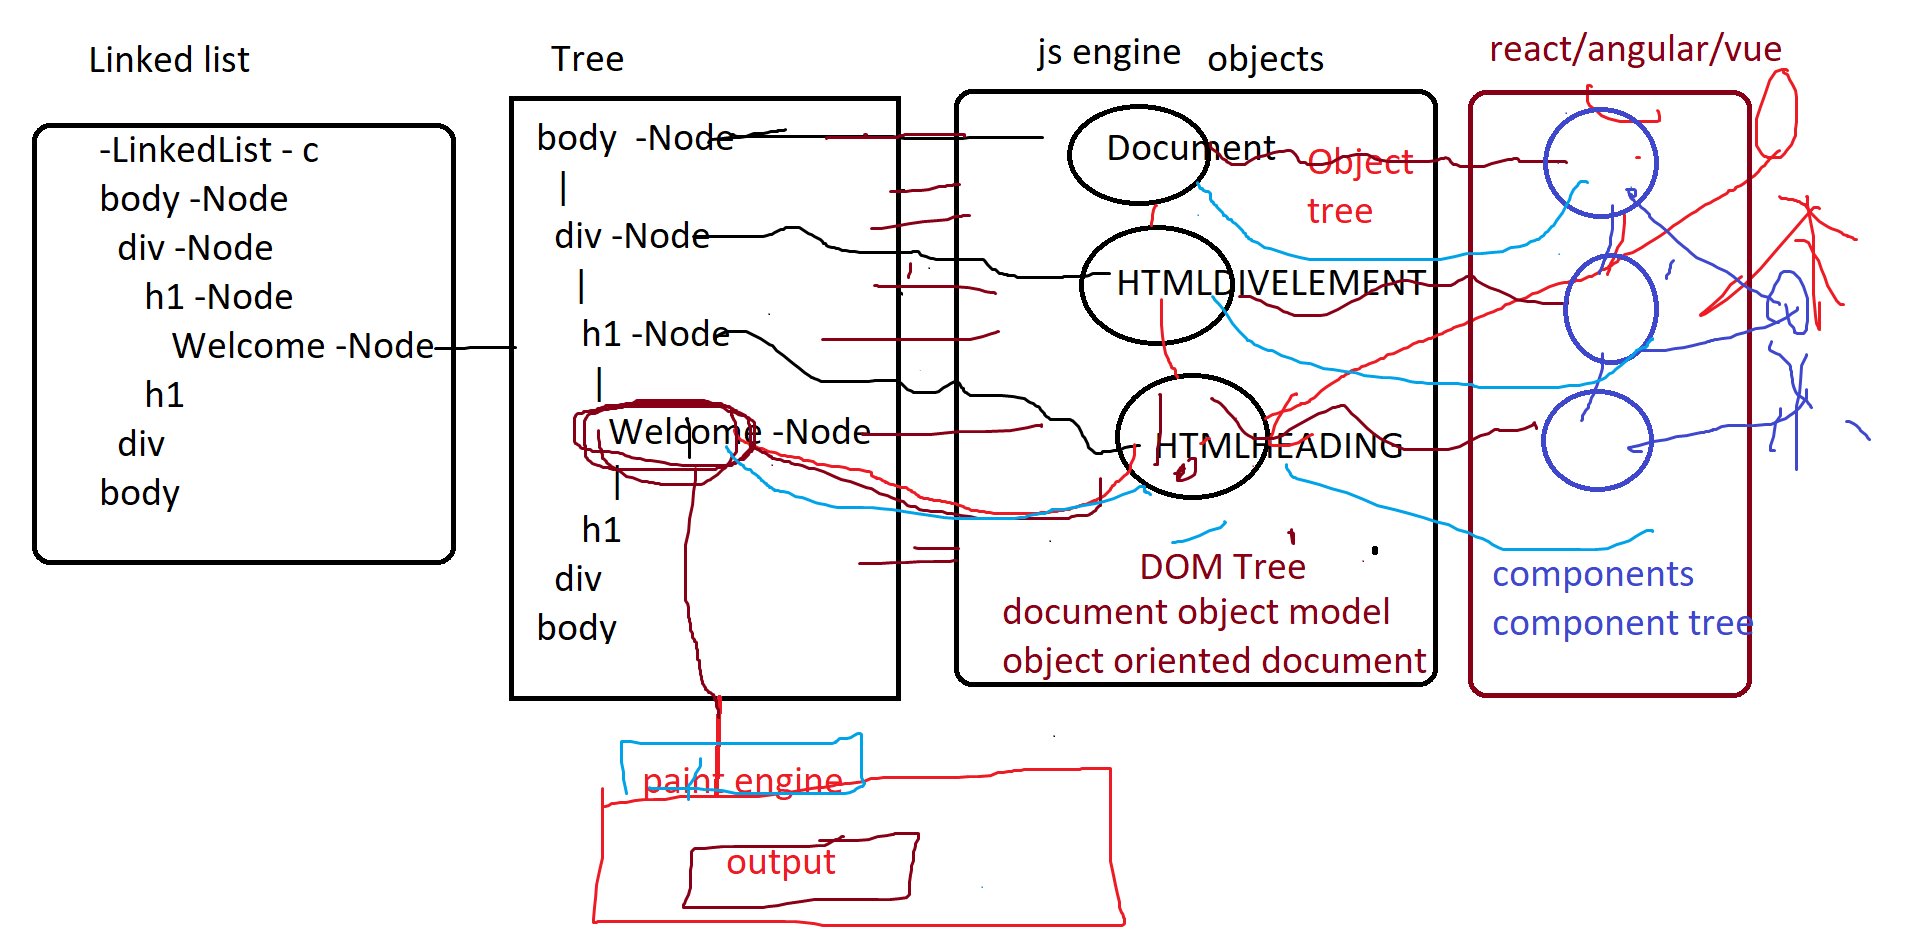 Linked list
-LinkedList - c
body -Node
div -Node
h1 -Node
Welcome -Node
h1
div
body
Tree
body -Node
|
div -Node
|
h1 -Node
|
Welcome -Node
|
h1
div
body
js engine objects
Document
Object
tree
HTMLDIVELEMENT
HTMLHEADING
DOM Tree
document object model
object oriented document
react/angular/vue
components
component tree
paint engine
output